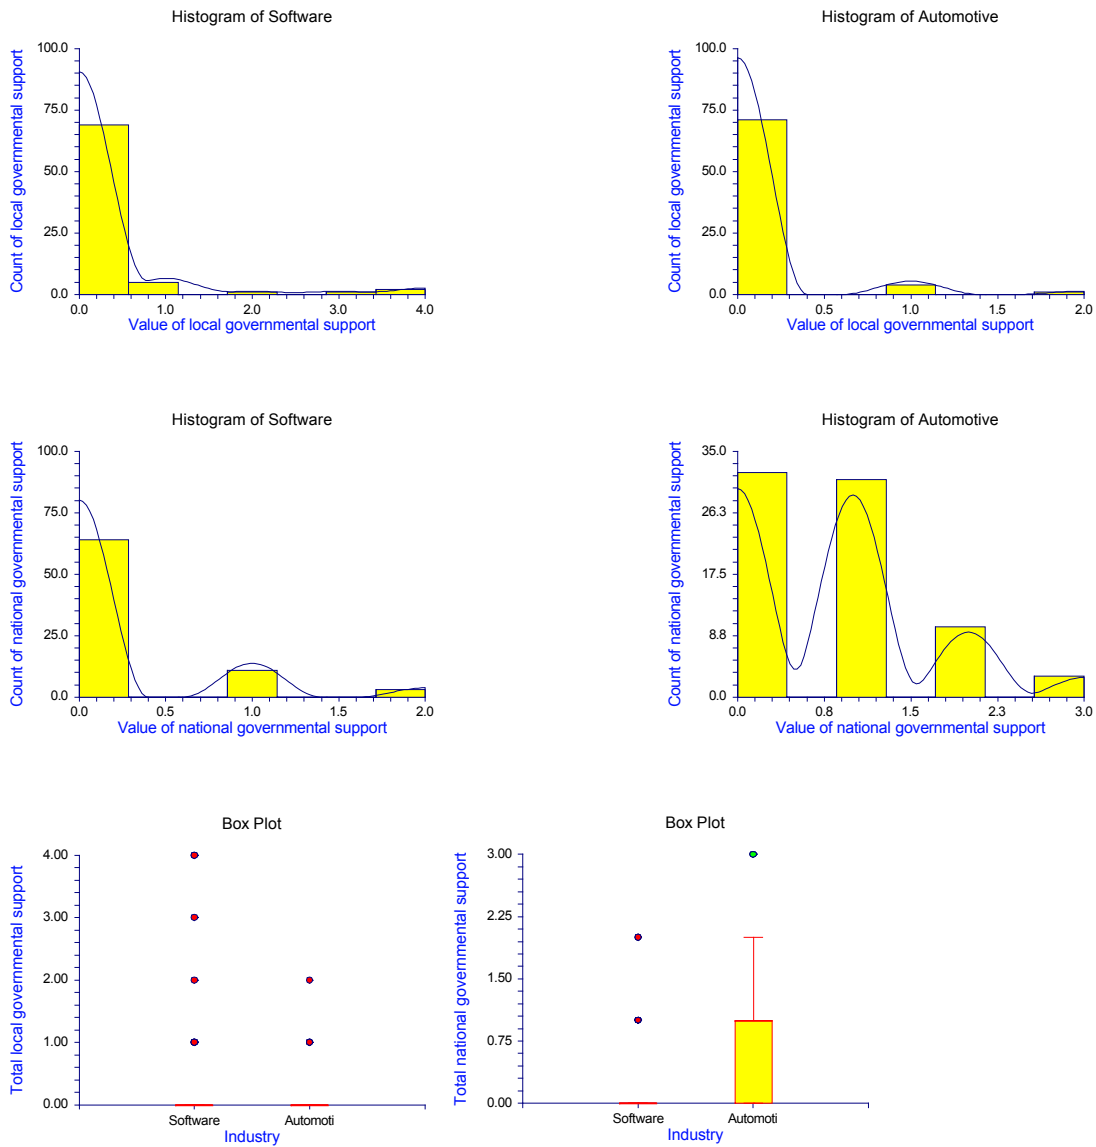 Histogram of Software
Count of local governmental support
100.0
75.0
50.0
25.0
0.0
0.0 1.0 2.0 3.0 4.0
Value of local governmental support
Histogram of Automotive
Count of local governmental support
100.0
75.0
50.0
25.0
0.0
0.0 0.5 1.0 1.5 2.0
Value of local governmental support
Histogram of Software
Count of national governmental support
100.0
75.0
50.0
25.0
0.0
0.0 0.5 1.0 1.5 2.0
Value of national governmental support
Histogram of Automotive
Count of national governmental support
35.0
26.3
17.5
8.8
0.0
0.0 0.8 1.5 2.3 3.0
Value of national governmental support
Box Plot
Total local governmental support
4.00
3.00
2.00
1.00
0.00
Software Automoti
Industry
Box Plot
Total national governmental support
3.00
2.25
1.50
0.75
0.00
Software Automoti
Industry